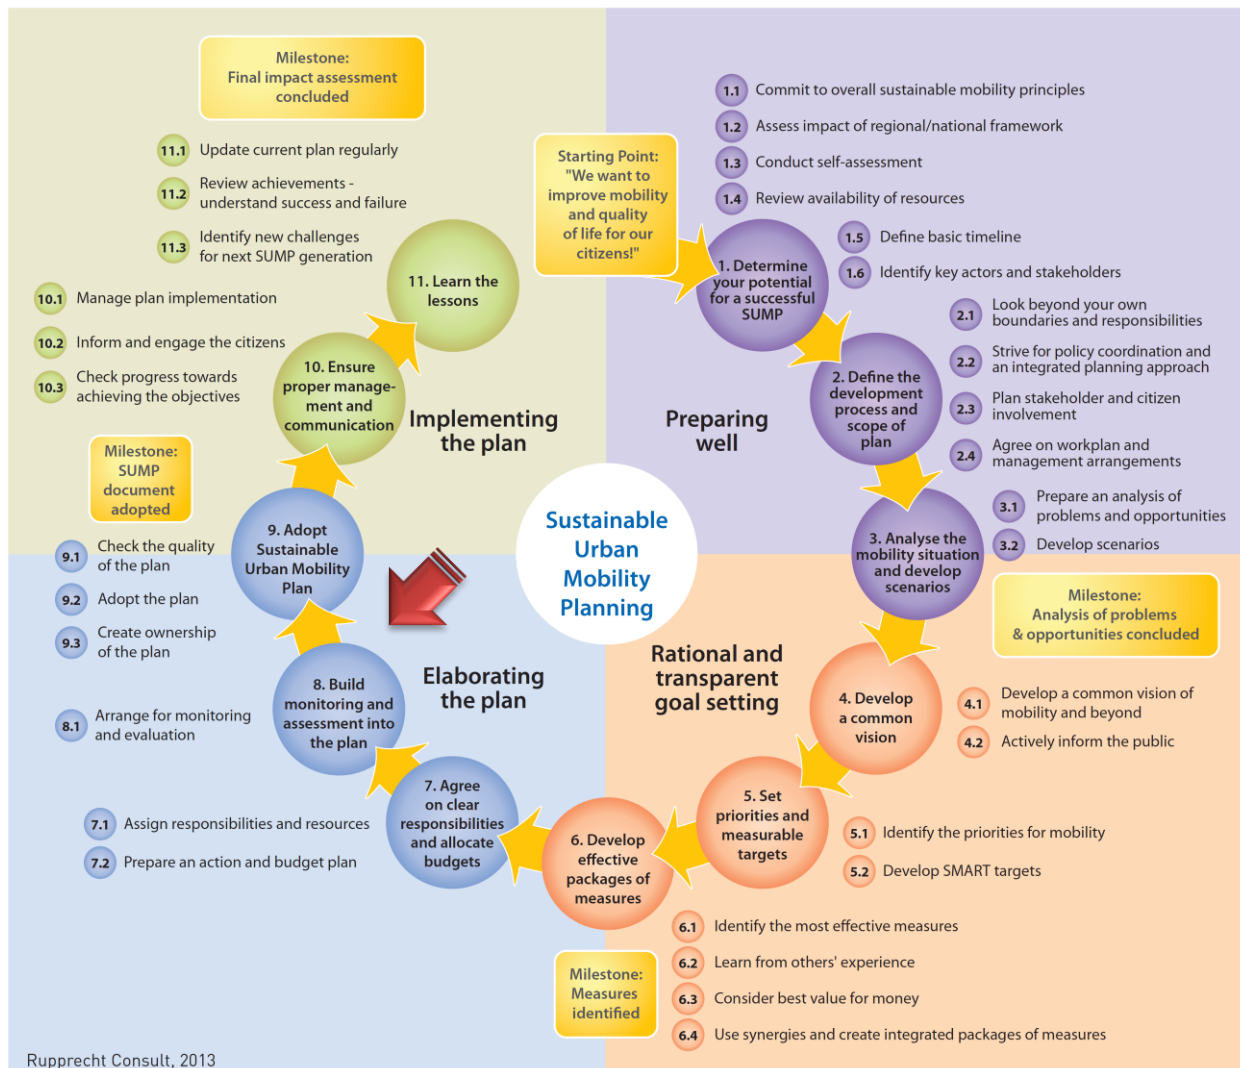 Milestone:
Final impact assessment
concluded
11.1 Update current plan regularly
11.2 Review achievements -
understand success and failure
11.3 Identify new challenges
for next SUMP generation
11. Learn the
lessons
10.1 Manage plan implementation
10.2 Inform and engage the citizens
10.3 Check progress towards
achieving the objectives
10. Ensure
proper manage-
ment and
communication
Implementing
the plan
Starting Point:
"We want to
improve mobility
and quality
of life for our
citizens!"
1.1 Commit to overall sustainable mobility principles
1.2 Assess impact of regional/national framework
1.3 Conduct self-assessment
1.4 Review availability of resources
1.5 Define basic timeline
1.6 Identify key actors and stakeholders
1. Determine
your potential
for a successful
SUMP
2.1 Look beyond your own
boundaries and responsibilities
2.2 Strive for policy coordination and
an integrated planning approach
2.3 Plan stakeholder and citizen
involvement
2.4 Agree on workplan and
management arrangements
2. Define the
development
process and
scope of
plan
Preparing
well
3.1 Prepare an analysis of
problems and opportunities
3.2 Develop scenarios
3. Analyse the
mobility situation
and develop
scenarios
Milestone:
Analysis of problems
& opportunities concluded
Sustainable
Urban
Mobility
Planning
Milestone:
SUMP
document
adopted
9. Adopt
Sustainable
Urban Mobility
Plan
9.1 Check the quality
of the plan
9.2 Adopt the plan
9.3 Create ownership
of the plan
8. Build
monitoring and
assessment into
the plan
8.1 Arrange for monitoring
and evaluation
Elaborating
the plan
7. Agree
on clear
responsibilities
and allocate
budgets
7.1 Assign responsibilities and resources
7.2 Prepare an action and budget plan
Rational and
transparent
goal setting
4. Develop
a common
vision
4.1 Develop a common vision of
mobility and beyond
4.2 Actively inform the public
5. Set
priorities and
measurable
targets
5.1 Identify the priorities for mobility
5.2 Develop SMART targets
6. Develop
effective
packages of
measures
6.1 Identify the most effective measures
6.2 Learn from others' experience
6.3 Consider best value for money
6.4 Use synergies and create integrated packages of measures
Milestone:
Measures
identified
Rupprecht Consult, 2013